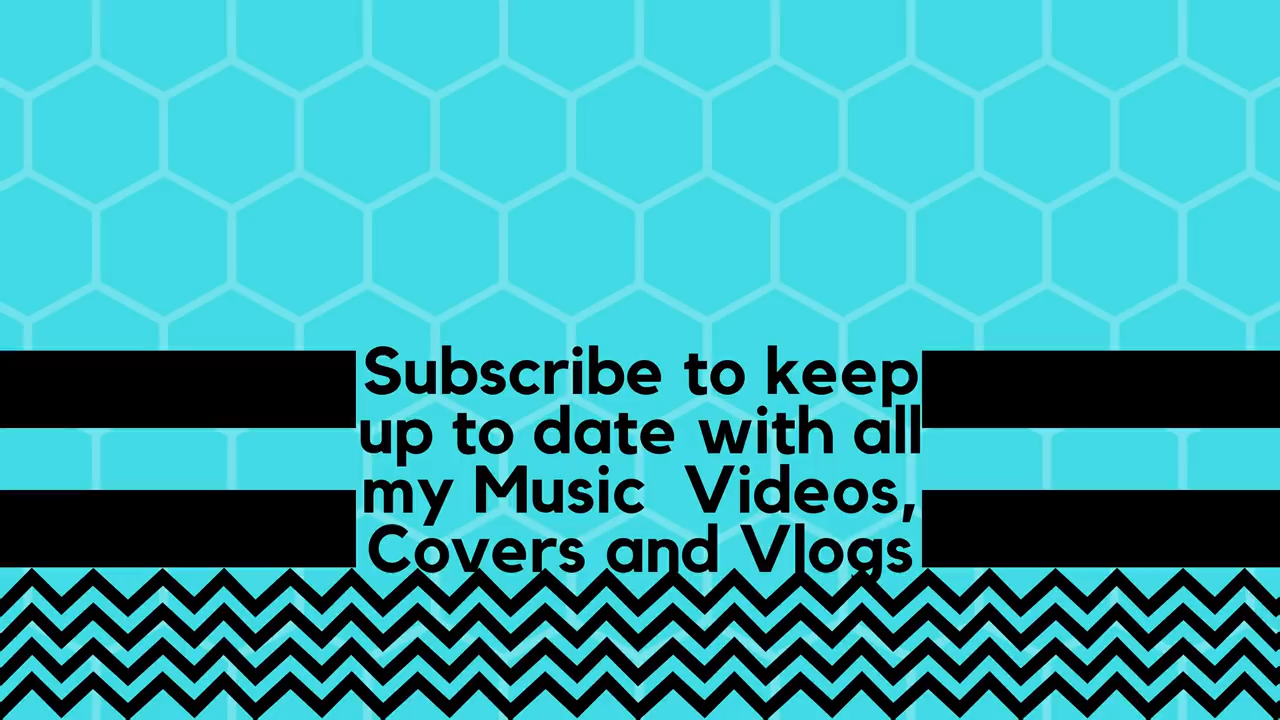 Subscribe to keep
up to date with all
my Music  Videos,
Covers and Vlogs